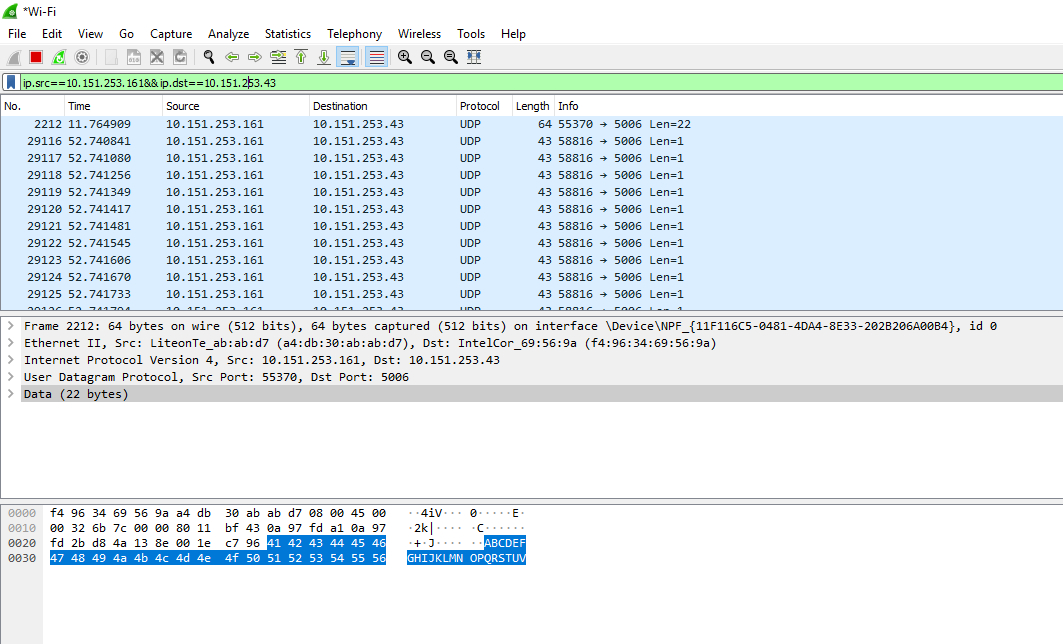 *Wi-Fi
File Edit View Go Capture Analyze Statistics Telephony Wireless Tools Help
ip.src==10.151.253.161&&ip.dst==10.151.253.43
No. Time Source Destination Protocol Length Info
2212 11.764909 10.151.253.161 10.151.253.43 UDP 64 55370 → 5006 Len=22
29116 52.740841 10.151.253.161 10.151.253.43 UDP 43 58816 → 5006 Len=1
29117 52.741080 10.151.253.161 10.151.253.43 UDP 43 58816 → 5006 Len=1
29118 52.741256 10.151.253.161 10.151.253.43 UDP 43 58816 → 5006 Len=1
29119 52.741349 10.151.253.161 10.151.253.43 UDP 43 58816 → 5006 Len=1
29120 52.741417 10.151.253.161 10.151.253.43 UDP 43 58816 → 5006 Len=1
29121 52.741481 10.151.253.161 10.151.253.43 UDP 43 58816 → 5006 Len=1
29122 52.741545 10.151.253.161 10.151.253.43 UDP 43 58816 → 5006 Len=1
29123 52.741606 10.151.253.161 10.151.253.43 UDP 43 58816 → 5006 Len=1
29124 52.741670 10.151.253.161 10.151.253.43 UDP 43 58816 → 5006 Len=1
29125 52.741733 10.151.253.161 10.151.253.43 UDP 43 58816 → 5006 Len=1
Frame 2212: 64 bytes on wire (512 bits), 64 bytes captured (512 bits) on interface \Device\NPF_{11F116C5-0481-4DA4-8E33-202B206A00B4}, id 0
Ethernet II, Src: LiteonTe_ab:ab:d7 (a4:db:30:ab:ab:d7), Dst: IntelCor_69:56:9a (f4:96:34:69:56:9a)
Internet Protocol Version 4, Src: 10.151.253.161, Dst: 10.151.253.43
User Datagram Protocol, Src Port: 55370, Dst Port: 5006
Data (22 bytes)
0000 f4 96 34 69 56 9a a4 db 30 ab ab d7 08 00 45 00 ··4iV··· 0·····E·
0010 00 32 6b 7c 00 00 80 11 bf 43 0a 97 fd a1 0a 97 ·2k|···· ·C······
0020 fd 2b d8 4a 13 8e 00 1e c7 96 41 42 43 44 45 46 ·+·J···· ··ABCDEF
0030 47 48 49 4a 4b 4c 4d 4e 4f 50 51 52 53 54 55 56 GHIJKLMN OPQRSTUV